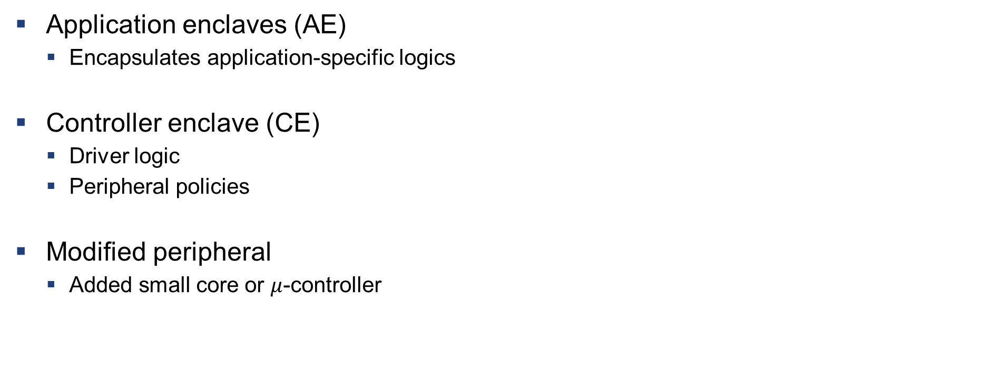 Application enclaves (AE)
Encapsulates application-specific logics
Controller enclave (CE)
Driver logic
Peripheral policies
Modified peripheral
Added small core or 𝜇-controller